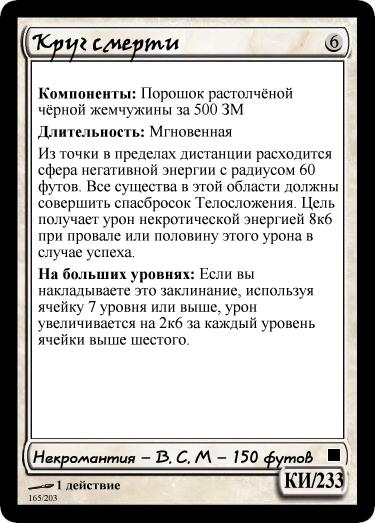 Круг смерти 6
Компоненты: Порошок растолчёной
чёрной жемчужины за 500 ЗМ
Длительность: Мгновенная
Из точки в пределах дистанции расходится
сфера негативной энергии с радиусом 60
футов. Все существа в этой области должны
совершить спасбросок Телосложения. Цель
получает урон некротической энергией 8к6
при провале или половину этого урона в
случае успеха.
На больших уровнях: Если вы
накладываете это заклинание, используя
ячейку 7 уровня или выше, урон
увеличивается на 2к6 за каждый уровень
ячейки выше шестого.
Некромантия – В, С, М – 150 футов
КИ/233
1 действие
165/203